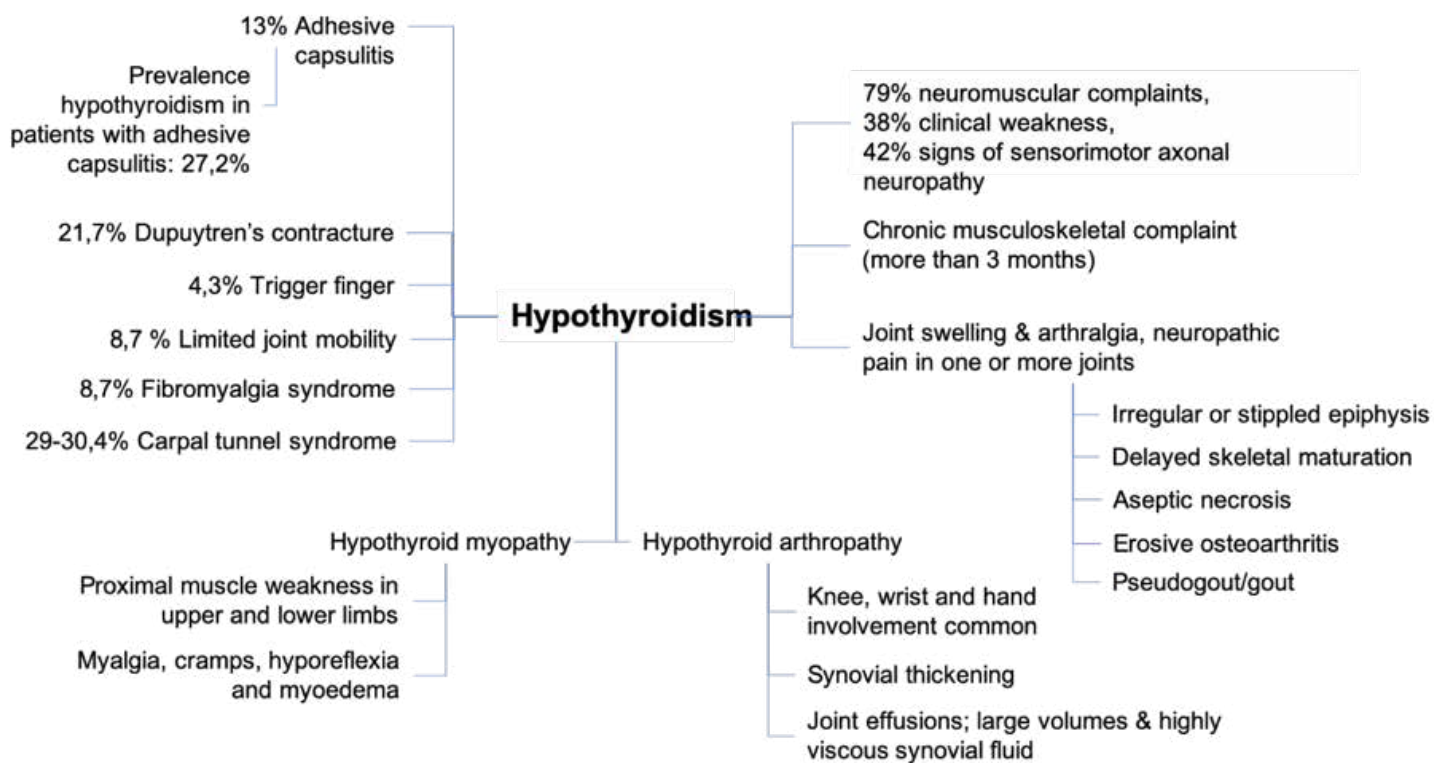 13% Adhesive
capsulitis
Prevalence
hypothyroidism in
patients with adhesive
capsulitis: 27,2%
21,7% Dupuytren's contracture
4,3% Trigger finger
8,7 % Limited joint mobility
8,7% Fibromyalgia syndrome
29-30,4% Carpal tunnel syndrome
Hypothyroidism
79% neuromuscular complaints,
38% clinical weakness,
42% signs of sensorimotor axonal
neuropathy
Chronic musculoskeletal complaint
(more than 3 months)
Joint swelling & arthralgia, neuropathic
pain in one or more joints
Irregular or stippled epiphysis
Delayed skeletal maturation
Aseptic necrosis
Erosive osteoarthritis
Pseudogout/gout
Hypothyroid myopathy
Proximal muscle weakness in
upper and lower limbs
Myalgia, cramps, hyporeflexia
and myoedema
Hypothyroid arthropathy
Knee, wrist and hand
involvement common
Synovial thickening
Joint effusions; large volumes & highly
viscous synovial fluid